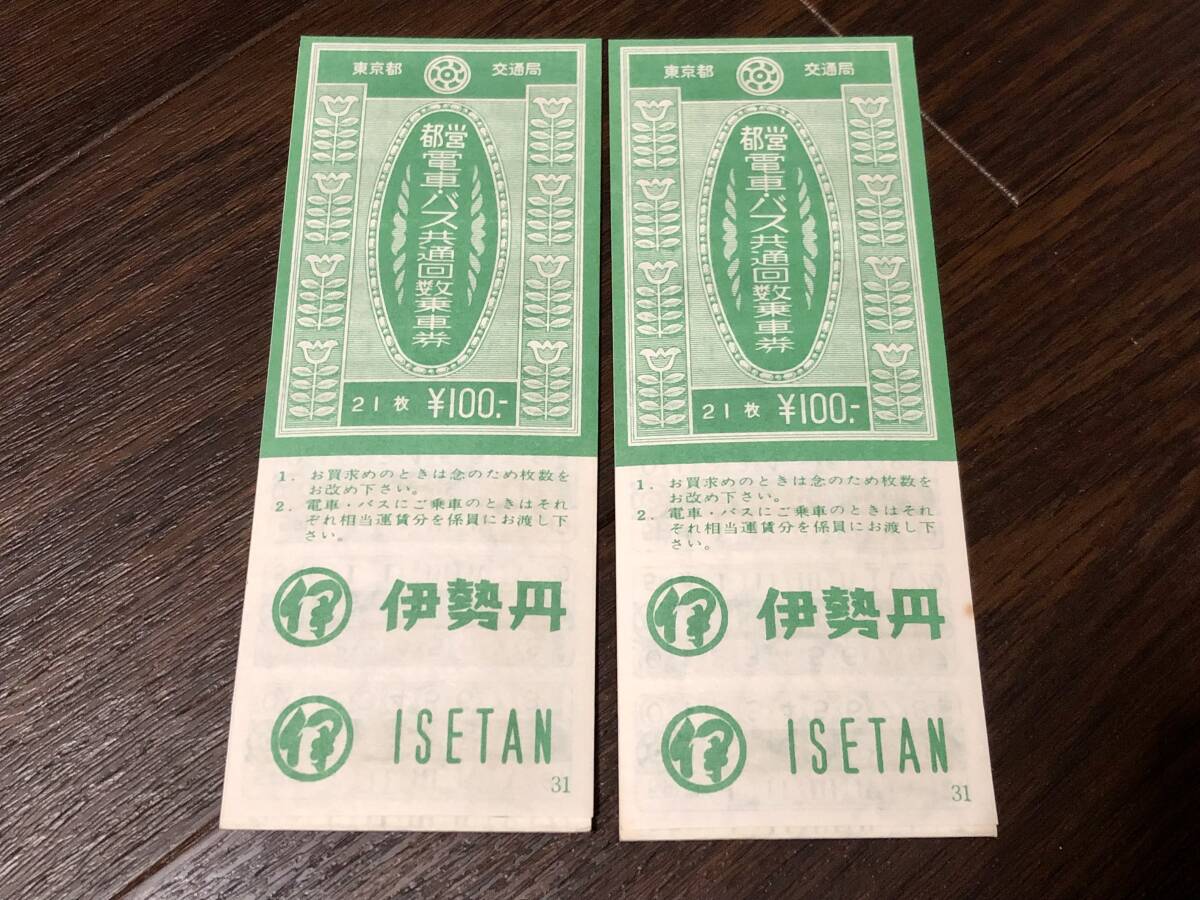 東京都 交通局
都営
電車・バス共通回数乗車券
21枚 ¥100.-
1. お買求めのときは念のため枚数を
お改め下さい。
2. 電車・バスにご乗車のときはそれ
ぞれ相当運賃分を係員にお渡し下
さい。
伊 伊勢丹
伊 ISETAN
31
東京都 交通局
都営
電車・バス共通回数乗車券
21枚 ¥100.-
1. お買求めのときは念のため枚数を
お改め下さい。
2. 電車・バスにご乗車のときはそれ
ぞれ相当運賃分を係員にお渡し下
さい。
伊 伊勢丹
伊 ISETAN
31